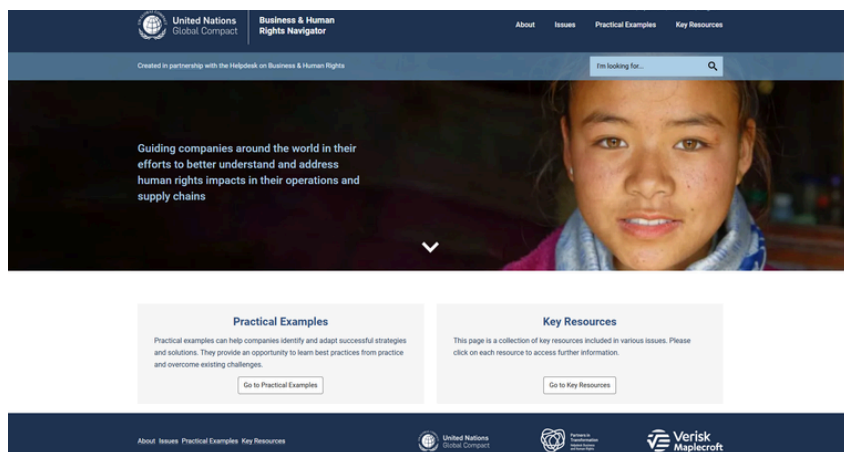 United Nations
Global Compact
Business & Human
Rights Navigator
About Issues Practical Examples Key Resources
Created in partnership with the Helpdesk on Business & Human Rights
I'm looking for...
Guiding companies around the world in their
efforts to better understand and address
human rights impacts in their operations and
supply chains
Practical Examples
Practical examples can help companies identify and adapt successful strategies
and solutions. They provide an opportunity to learn best practices from practice
and overcome existing challenges.
Go to Practical Examples
Key Resources
This page is a collection of key resources included in various issues. Please
click on each resource to access further information.
Go to Key Resources
About Issues Practical Examples Key Resources
United Nations
Global Compact
Partners in
Transformation
Verisk
Maplecroft